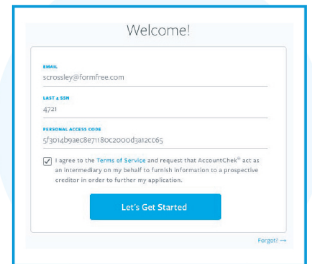 Welcome!
EMAIL
scrossley@formfree.com
LAST 4 SSN
4721
PERSONAL ACCESS CODE
I agree to the Terms of Service and request that AccountChek® act as
an intermediary on my behalf to furnish information to a prospective
creditor in order to further my application.
Let's Get Started
Forgot? →